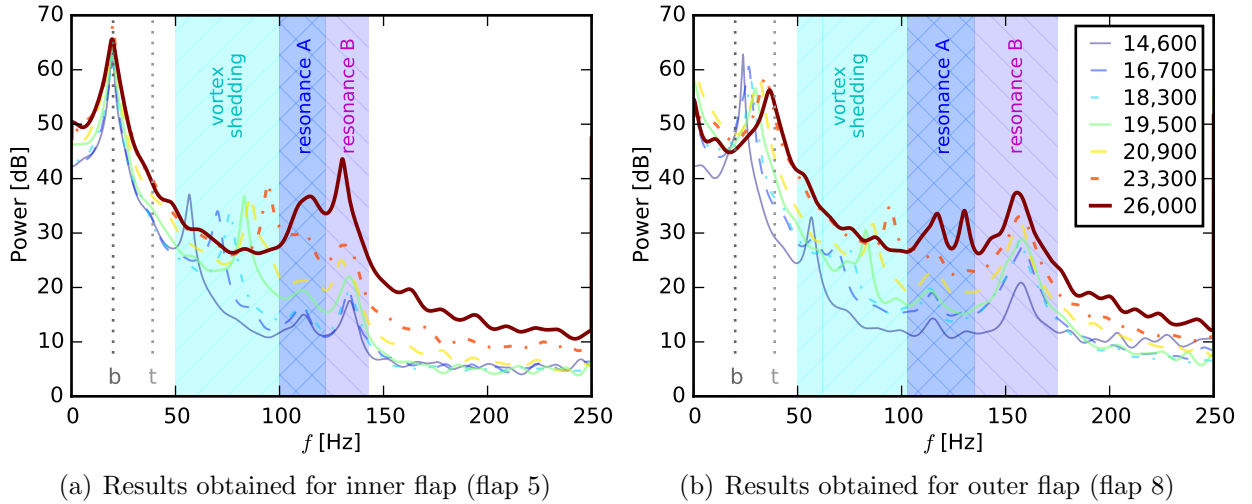 70
60
50
40
30
20
10
0
Power [dB]
vortex
shedding
resonance A
resonance B
b
t
0
50
100
150
200
250
f [Hz]
(a) Results obtained for inner flap (flap 5)
70
60
50
40
30
20
10
0
Power [dB]
vortex
shedding
resonance A
resonance B
14,600
16,700
18,300
19,500
20,900
23,300
26,000
b
t
0
50
100
150
200
250
f [Hz]
(b) Results obtained for outer flap (flap 8)